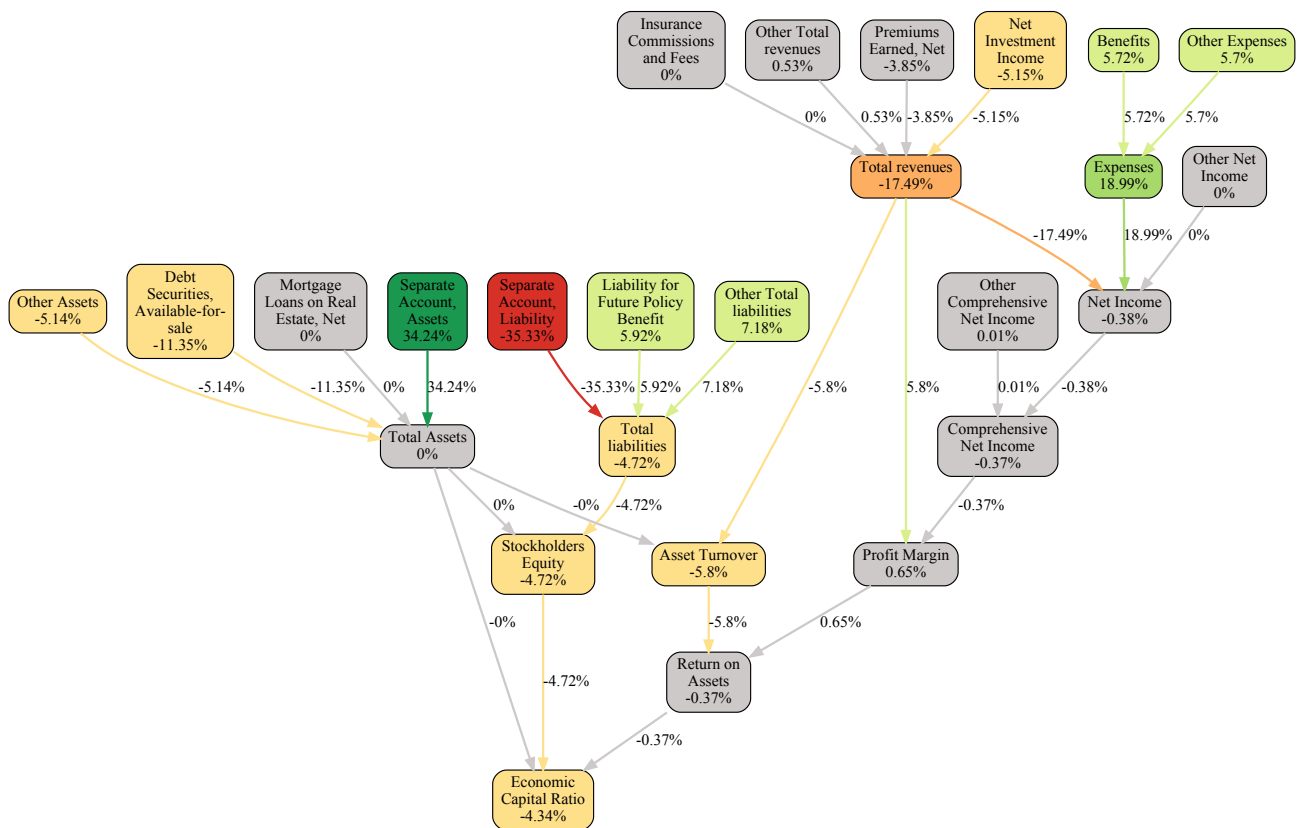 Insurance
Commissions
and Fees
0%
Other Total
revenues
0.53%
Premiums
Earned, Net
-3.85%
Net
Investment
Income
-5.15%
Benefits
5.72%
Other Expenses
5.7%
0%
0.53%
-3.85%
-5.15%
5.72%
5.7%
Total revenues
-17.49%
Expenses
18.99%
Other Net
Income
0%
-17.49%
18.99%
0%
Other Assets
-5.14%
Debt
Securities,
Available-for-
sale
-11.35%
Mortgage
Loans on Real
Estate, Net
0%
Separate
Account,
Assets
34.24%
Separate
Account,
Liability
-35.33%
Liability for
Future Policy
Benefit
5.92%
Other Total
liabilities
7.18%
Other
Comprehensive
Net Income
0.01%
Net Income
-0.38%
-5.14%
-11.35%
0%
34.24%
-35.33%
5.92%
7.18%
-5.8%
5.8%
0.01%
-0.38%
Total Assets
0%
Total
liabilities
-4.72%
Comprehensive
Net Income
-0.37%
0%
-0%
-4.72%
-0.37%
Stockholders
Equity
-4.72%
Asset Turnover
-5.8%
Profit Margin
0.65%
-0%
-5.8%
0.65%
-4.72%
Return on
Assets
-0.37%
-0.37%
Economic
Capital Ratio
-4.34%